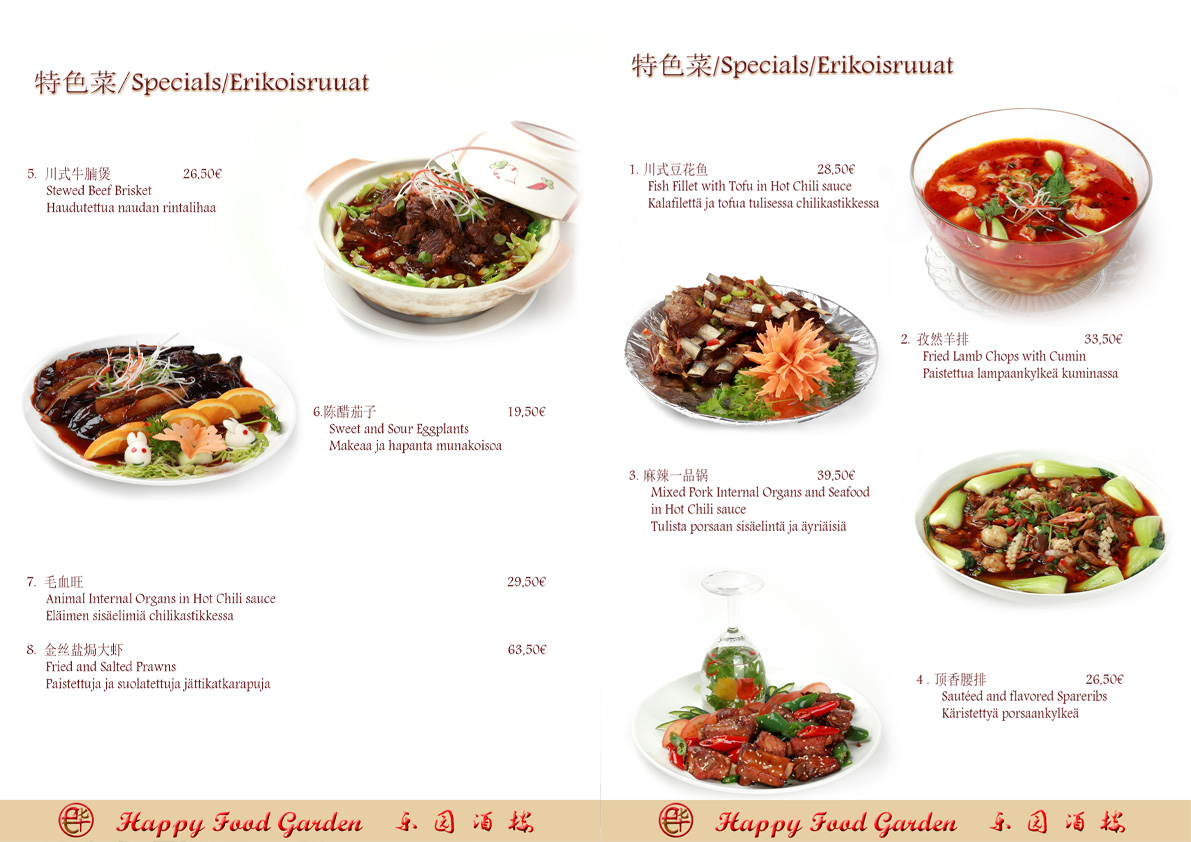 特色菜/Specials/Erikoisruuat
5. 川式牛腩煲 26,50€
Stewed Beef Brisket
Haudutettua naudan rintalihaa
6.陈醋茄子 19,50€
Sweet and Sour Eggplants
Makeaa ja hapanta munakoisoa
7. 毛血旺 29,50€
Animal Internal Organs in Hot Chili sauce
Eläimen sisäelimiä chilikastikkessa
8. 金丝盐焗大虾 63,50€
Fried and Salted Prawns
Paistettuja ja suolatettuja jättikatkarapuja
Happy Food Garden 乐园酒楼
特色菜/Specials/Erikoisruuat
1. 川式豆花鱼 28,50€
Fish Fillet with Tofu in Hot Chili sauce
Kalafilettä ja tofua tulisessa chilikastikkessa
2. 孜然羊排 33,50€
Fried Lamb Chops with Cumin
Paistettua lampaankylkeä kuminassa
3. 麻辣一品锅 39,50€
Mixed Pork Internal Organs and Seafood
in Hot Chili sauce
Tulista porsaan sisäelintä ja äyriäisiä
4 . 顶香腰排 26,50€
Sautéed and flavored Spareribs
Käristettyä porsaankylkeä
Happy Food Garden 乐园酒楼